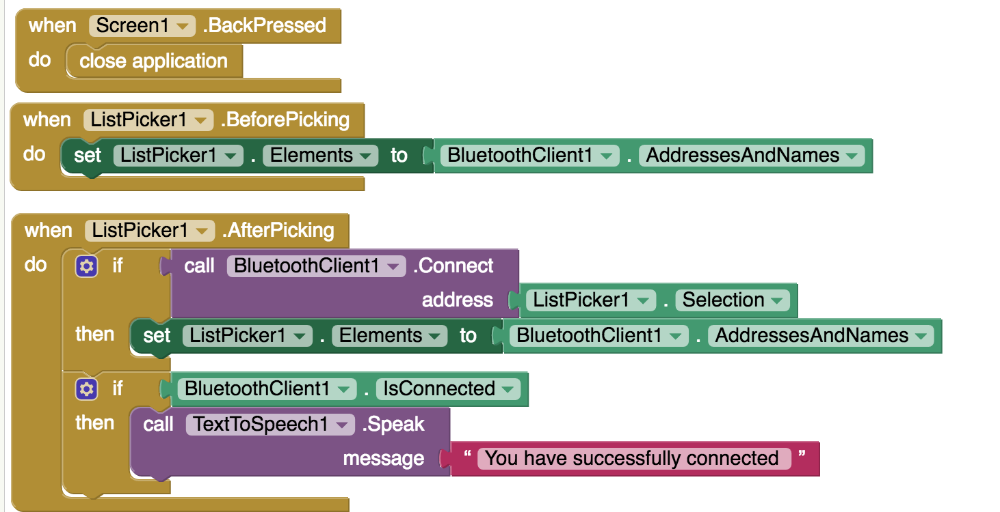 when Screen1 .BackPressed
do close application
when ListPicker1 .BeforePicking
do set ListPicker1 . Elements to BluetoothClient1 . AddressesAndNames
when ListPicker1 .AfterPicking
do if call BluetoothClient1 .Connect
address ListPicker1 . Selection
then set ListPicker1 . Elements to BluetoothClient1 . AddressesAndNames
if BluetoothClient1 . IsConnected
then call TextToSpeech1 .Speak
message “ You have successfully connected ”